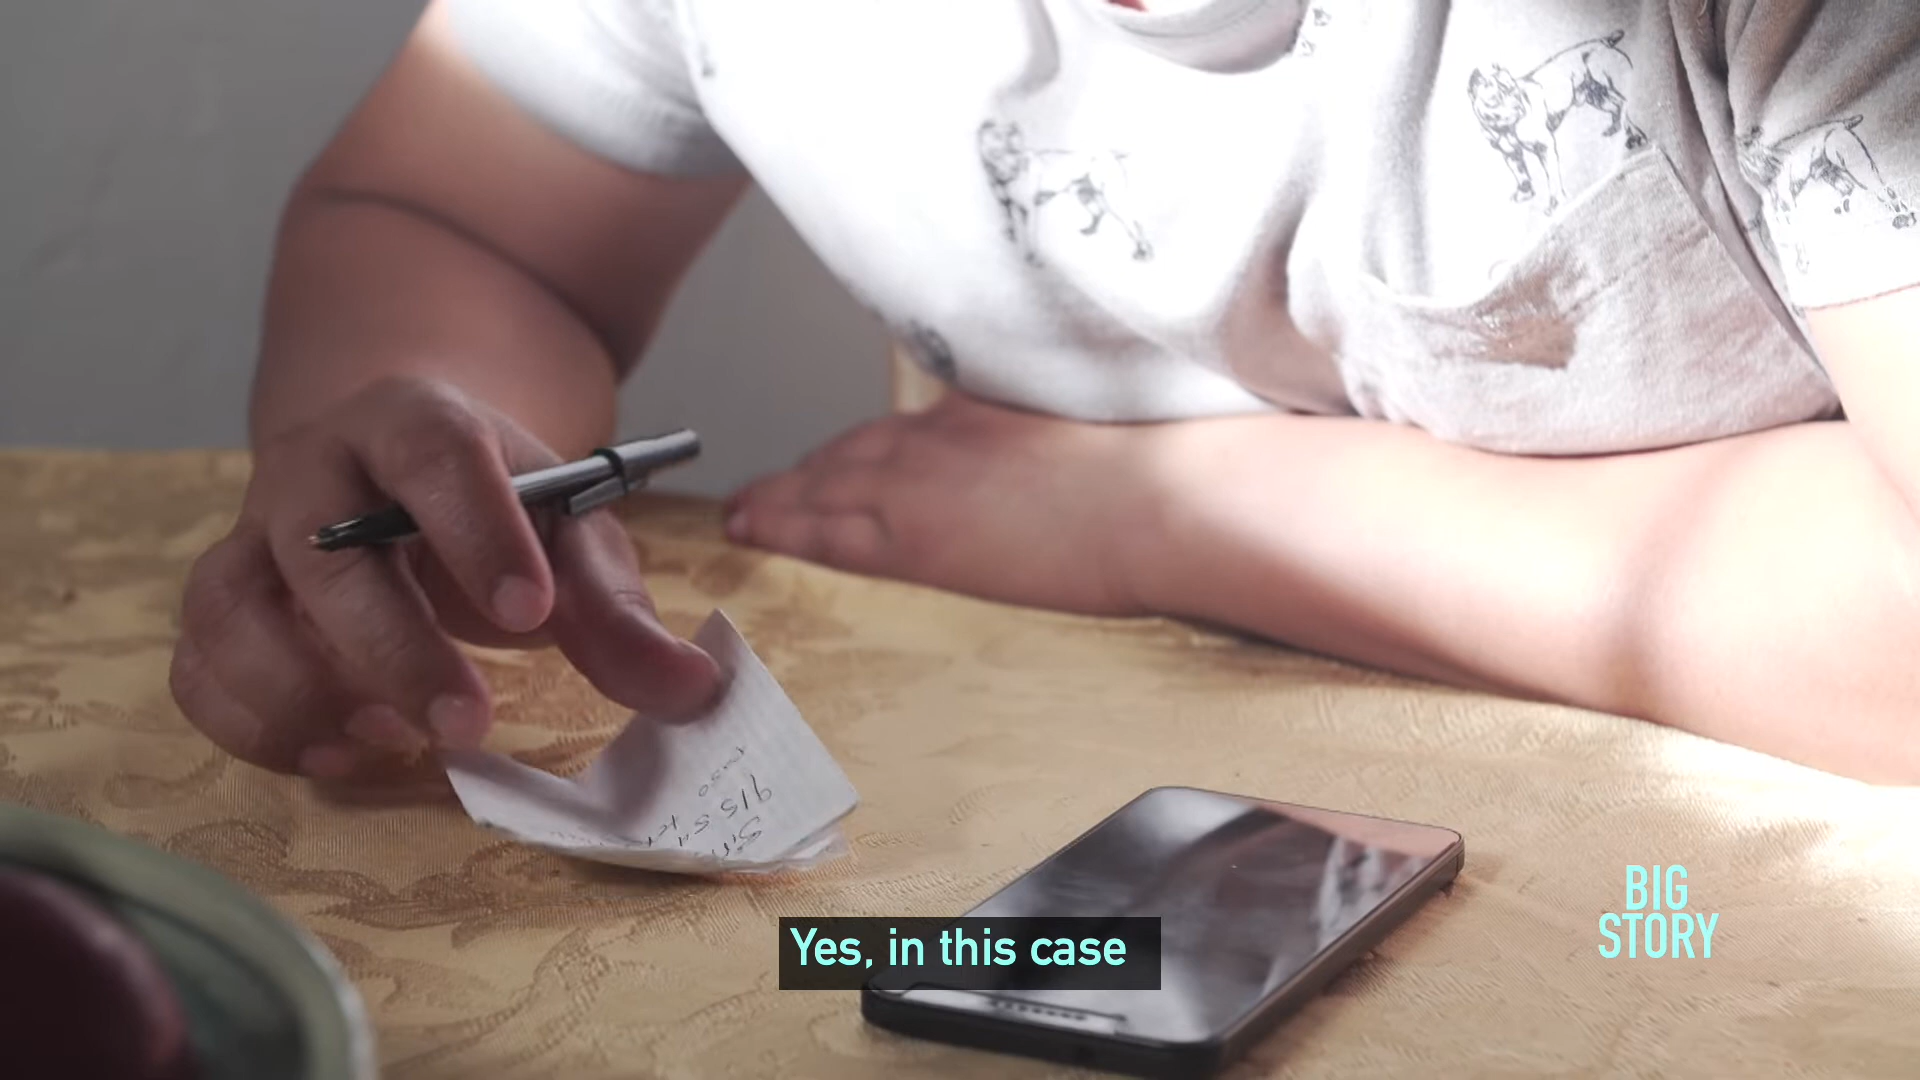 Yes, in this case
BIG
STORY